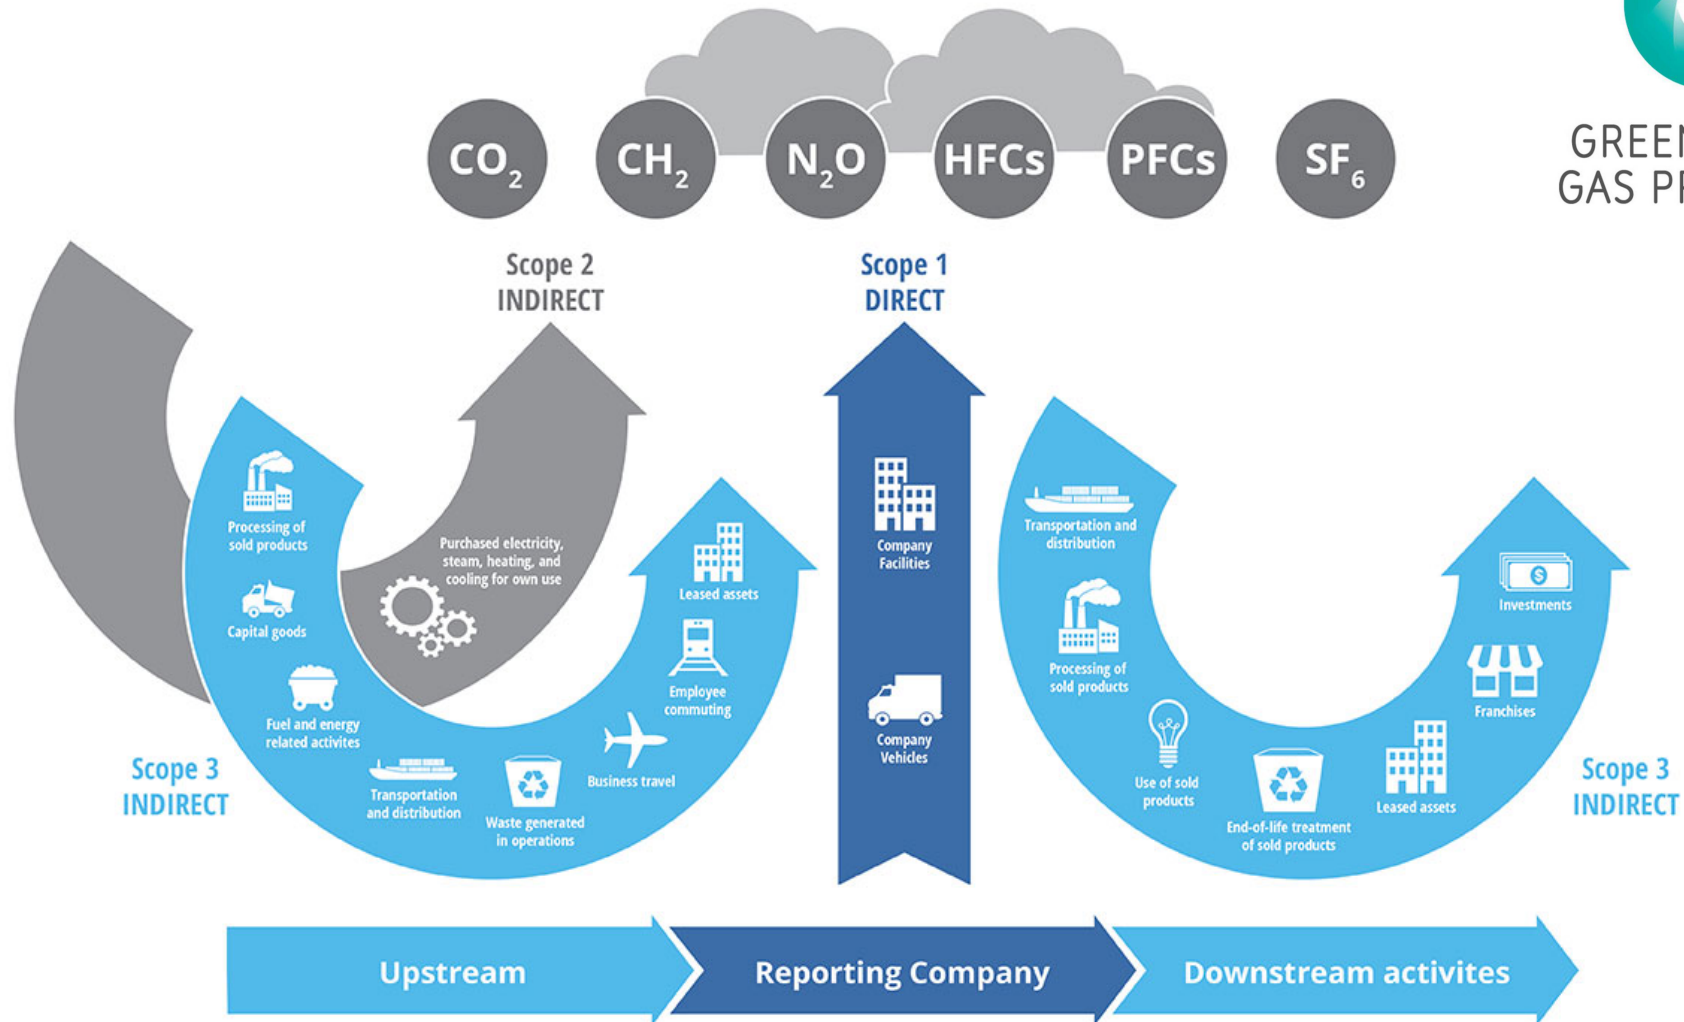 CO₂
CH₂
N₂O
HFCs
PFCs
SF₆
GREEN
GAS
Scope 2
INDIRECT
Scope 1
DIRECT
Processing of
sold products
Capital goods
Fuel and energy
related activites
Transportation
and distribution
Waste generated
in operations
Business travel
Employee
commuting
Leased assets
Purchased electricity,
steam, heating, and
cooling for own use
Scope 3
INDIRECT
Company
Facilities
Company
Vehicles
Transportation and
distribution
Processing of
sold products
Use of sold
products
End-of-life treatment
of sold products
Leased assets
Franchises
Investments
Scope 3
INDIRECT
Upstream
Reporting Company
Downstream activites